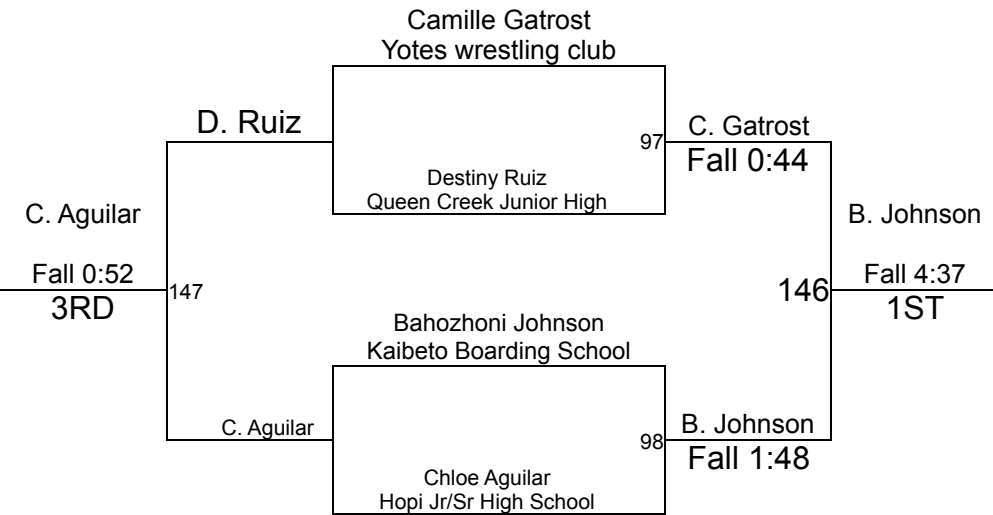 Camille Gatrost
Yotes wrestling club
D. Ruiz
97
C. Gatrost
Fall 0:44
Destiny Ruiz
Queen Creek Junior High
C. Aguilar
B. Johnson
Fall 0:52
3RD
147
146
Fall 4:37
1ST
Bahozhoni Johnson
Kaibeto Boarding School
C. Aguilar
98
B. Johnson
Fall 1:48
Chloe Aguilar
Hopi Jr/Sr High School